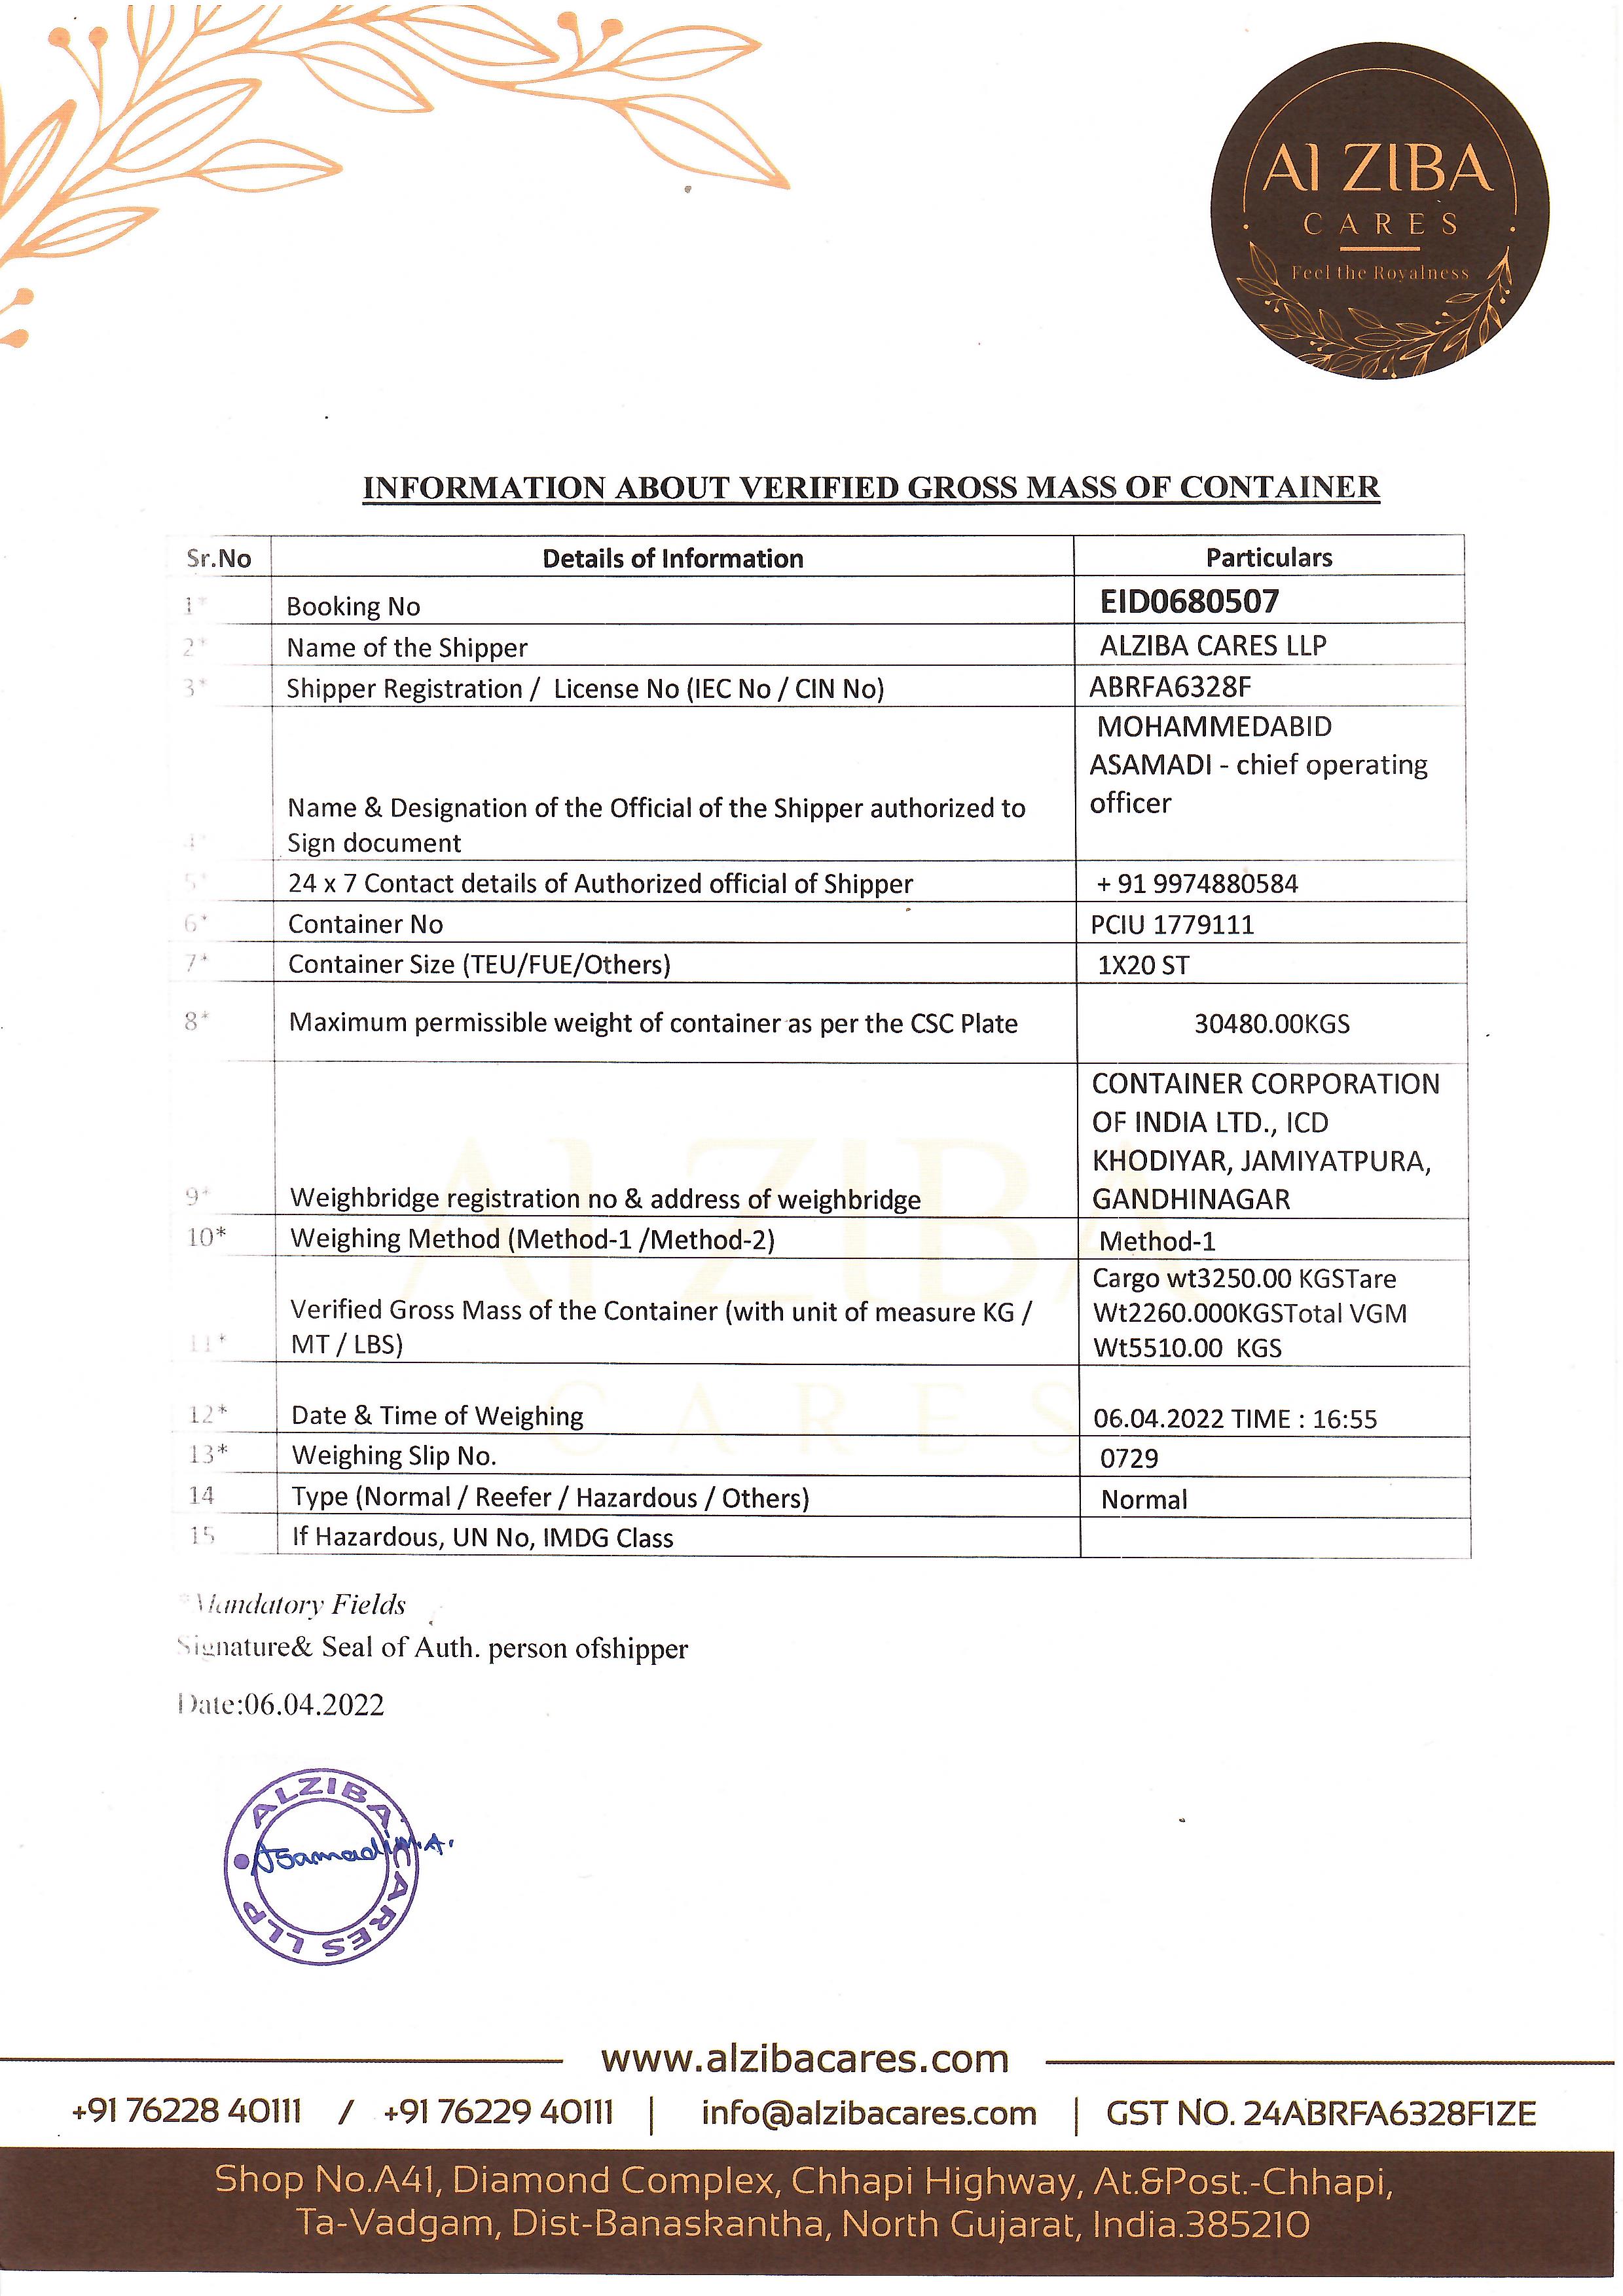 Al ZIBA
CARES
Feel the Royalness
INFORMATION ABOUT VERIFIED GROSS MASS OF CONTAINER
Sr.No Details of Information Particulars
1* Booking No EID0680507
2* Name of the Shipper ALZIBA CARES LLP
3* Shipper Registration / License No (IEC No / CIN No) ABRFA6328F
MOHAMMEDABID
ASAMADI - chief operating
officer
Name & Designation of the Official of the Shipper authorized to
4* Sign document
5* 24 x 7 Contact details of Authorized official of Shipper + 91 9974880584
6* Container No PCIU 1779111
7* Container Size (TEU/FUE/Others) 1X20 ST
8* Maximum permissible weight of container as per the CSC Plate 30480.00KGS
CONTAINER CORPORATION
OF INDIA LTD., ICD
KHODIYAR, JAMIYATPURA,
9* Weighbridge registration no & address of weighbridge GANDHINAGAR
10* Weighing Method (Method-1 /Method-2) Method-1
Cargo wt3250.00 KGSTare
Verified Gross Mass of the Container (with unit of measure KG / Wt2260.000KGSTotal VGM
11* MT / LBS) Wt5510.00 KGS
12* Date & Time of Weighing 06.04.2022 TIME : 16:55
13* Weighing Slip No. 0729
14 Type (Normal / Reefer / Hazardous / Others) Normal
15 If Hazardous, UN No, IMDG Class
*Mandatory Fields
Signature& Seal of Auth. person ofshipper
Date:06.04.2022
ALZIBA CARES LLP
Asamadi M.A.
www.alzibacares.com
+91 76228 40111 / +91 76229 40111 | info@alzibacares.com | GST NO. 24ABRFA6328F1ZE
Shop No.A41, Diamond Complex, Chhapi Highway, At.&Post.-Chhapi,
Ta-Vadgam, Dist-Banaskantha, North Gujarat, India.385210